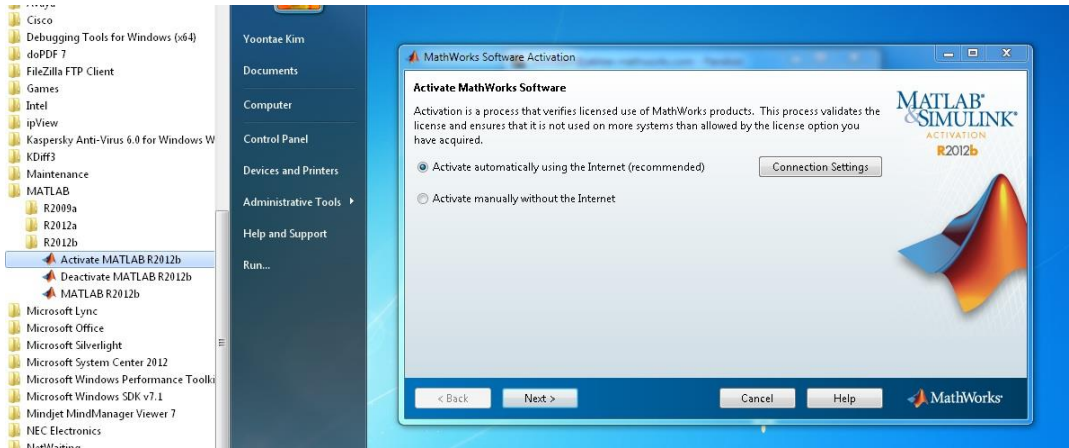 Cisco
Debugging Tools for Windows (x64)
doPDF 7
FileZilla FTP Client
Games
Intel
ipView
Kaspersky Anti-Virus 6.0 for Windows W
KDiff3
Maintenance
MATLAB
R2009a
R2012a
R2012b
Activate MATLAB R2012b
Deactivate MATLAB R2012b
MATLAB R2012b
Microsoft Lync
Microsoft Office
Microsoft Silverlight
Microsoft System Center 2012
Microsoft Windows Performance Toolki
Microsoft Windows SDK v7.1
Mindjet MindManager Viewer 7
NEC Electronics
NetWaiting
Yoontae Kim
Documents
Computer
Control Panel
Devices and Printers
Administrative Tools
Help and Support
Run...
MathWorks Software Activation
Activate MathWorks Software
Activation is a process that verifies licensed use of MathWorks products. This process validates the
license and ensures that it is not used on more systems than allowed by the license option you
have acquired.
Activate automatically using the Internet (recommended)
Connection Settings
Activate manually without the Internet
MATLAB®
&SIMULINK®
ACTIVATION
R2012b
< Back
Next >
Cancel
Help
MathWorks®